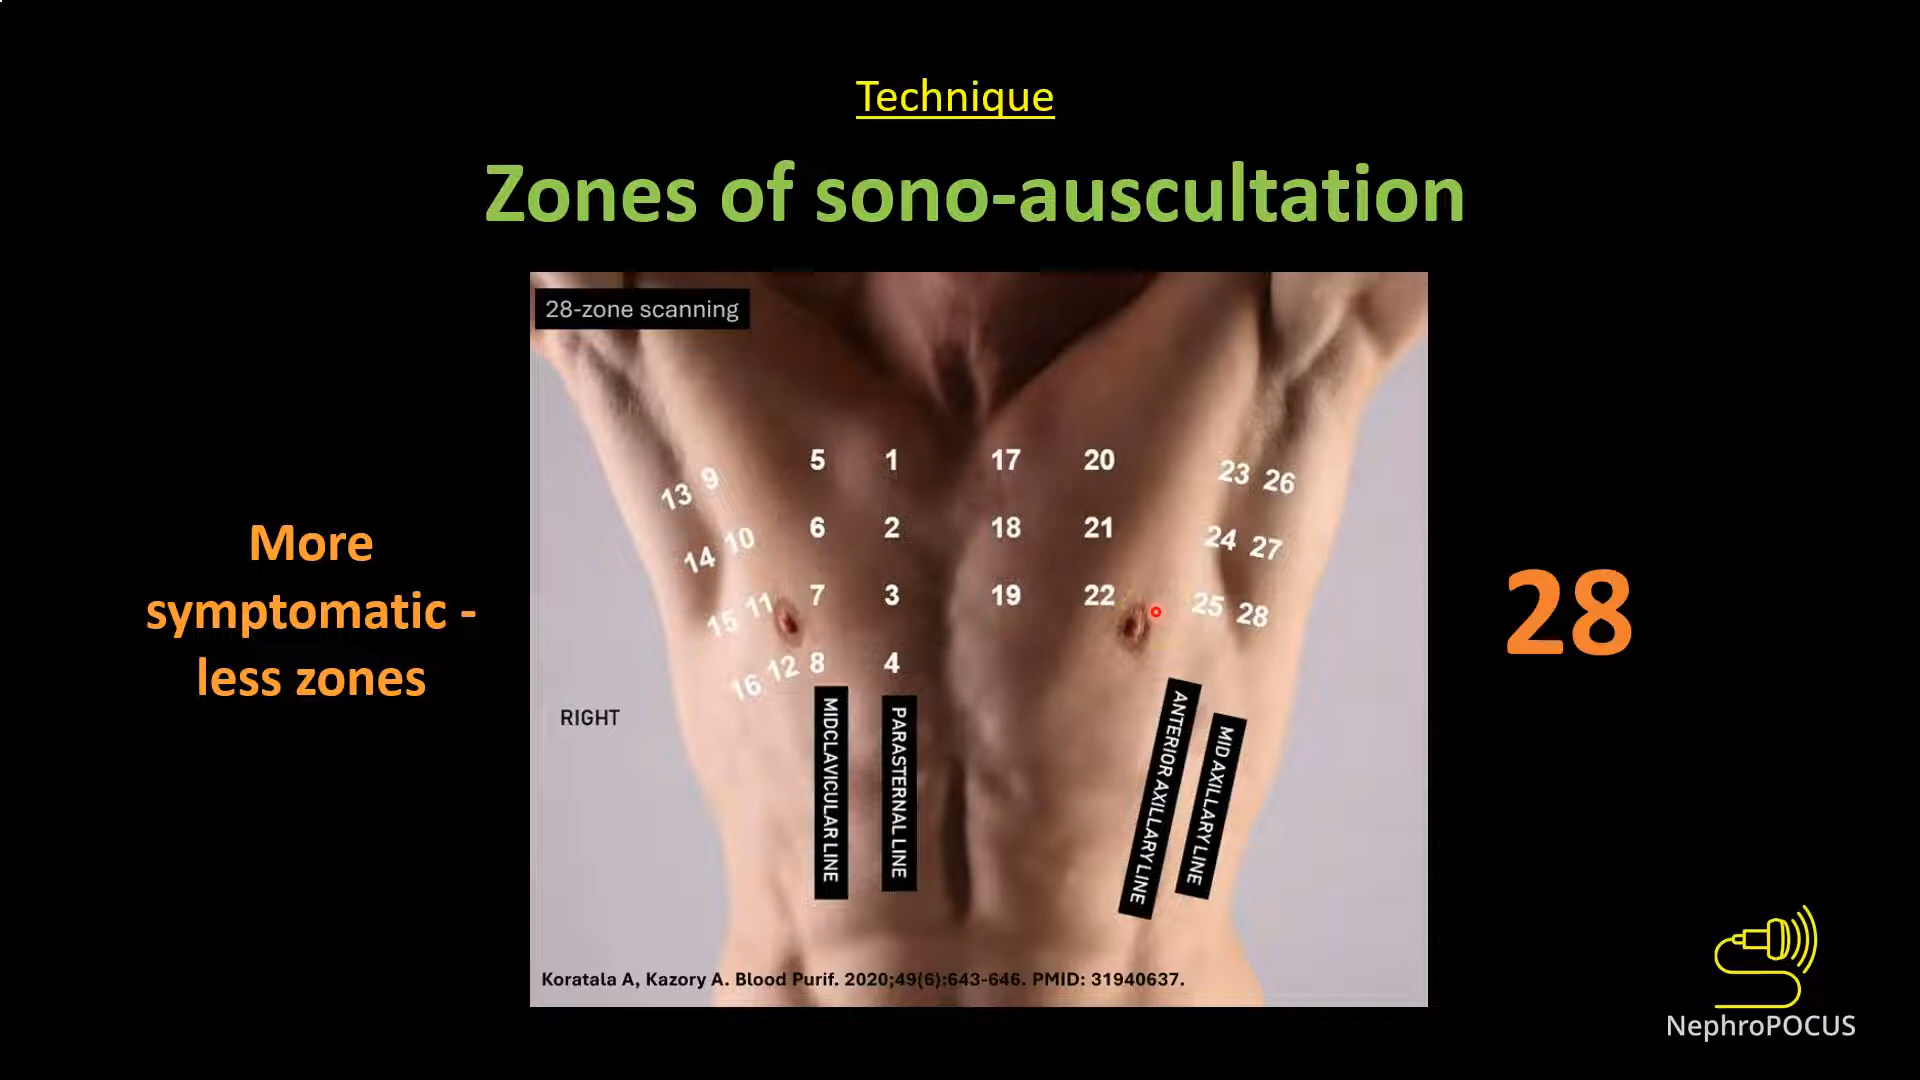 Technique
Zones of sono-auscultation
28-zone scanning
5 1 17 20
13 9 23 26
6 2 18 21
14 10 24 27
7 3 19 22
15 11 25 28
16 12 8 4
More
symptomatic -
less zones
28
RIGHT
MIDCLAVICULAR LINE
PARASTERNAL LINE
ANTERIOR AXILLARY LINE
MID AXILLARY LINE
Koratala A, Kazory A. Blood Purif. 2020;49(6):643-646. PMID: 31940637.
NephroPOCUS